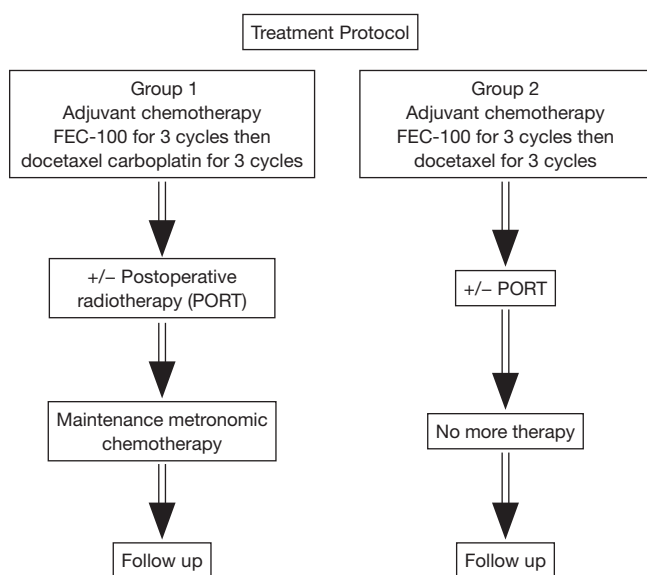 Treatment Protocol
Group 1
Adjuvant chemotherapy
FEC-100 for 3 cycles then
docetaxel carboplatin for 3 cycles
+/– Postoperative
radiotherapy (PORT)
Maintenance metronomic
chemotherapy
Follow up
Group 2
Adjuvant chemotherapy
FEC-100 for 3 cycles then
docetaxel for 3 cycles
+/– PORT
No more therapy
Follow up